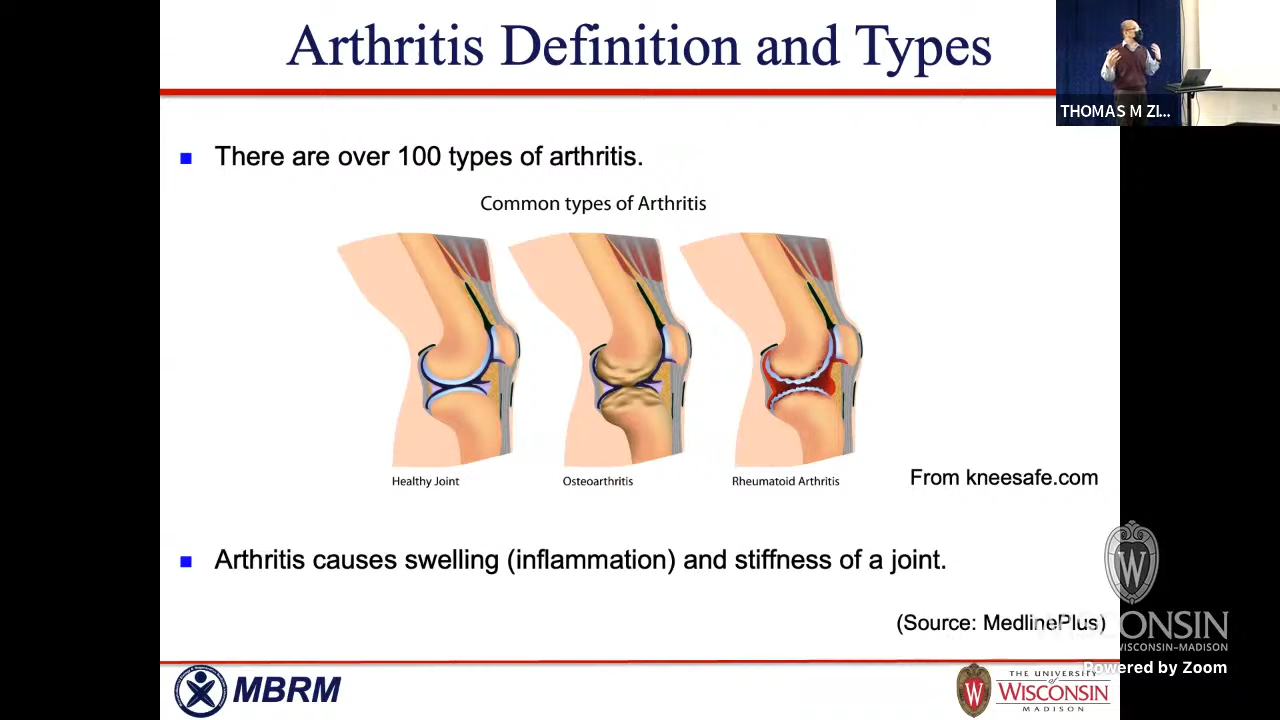 Arthritis Definition and Types
THOMAS M ZI...
There are over 100 types of arthritis.
Common types of Arthritis
Healthy Joint
Osteoarthritis
Rheumatoid Arthritis
From kneesafe.com
Arthritis causes swelling (inflammation) and stiffness of a joint.
(Source: MedlinePlus)
W
WISCONSIN
WISCONSIN–MADISON
Powered by Zoom
MBRM
W
THE UNIVERSITY
of
WISCONSIN
MADISON